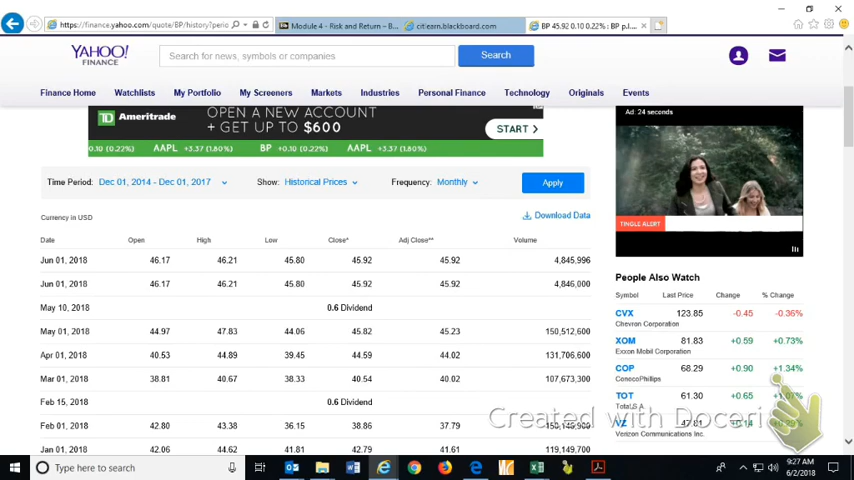 https://finance.yahoo.com/quote/BP/history?perio
Module 4 - Risk and Return – B...
citlearn.blackboard.com
BP 45.92 0.10 0.22% : BP p.l....
YAHOO!
FINANCE
Search for news, symbols or companies
Search
Finance Home Watchlists My Portfolio My Screeners Markets Industries Personal Finance Technology Originals Events
TD Ameritrade
OPEN A NEW ACCOUNT
+ GET UP TO $600
START
0.10 (0.22%) AAPL +3.37 (1.80%) BP +0.10 (0.22%) AAPL +3.37 (1.80%)
Ad: 24 seconds
TINGLE ALERT
Time Period: Dec 01, 2014 - Dec 01, 2017 Show: Historical Prices Frequency: Monthly Apply
Currency in USD
Download Data
Date Open High Low Close* Adj Close** Volume
Jun 01, 2018 46.17 46.21 45.80 45.92 45.92 4,845,996
Jun 01, 2018 46.17 46.21 45.80 45.92 45.92 4,846,000
May 10, 2018 0.6 Dividend
May 01, 2018 44.97 47.83 44.06 45.82 45.23 150,512,600
Apr 01, 2018 40.53 44.89 39.45 44.59 44.02 131,706,600
Mar 01, 2018 38.81 40.67 38.33 40.54 40.02 107,673,300
Feb 15, 2018 0.6 Dividend
Feb 01, 2018 42.80 43.38 36.15 38.86 37.79
Jan 01, 2018 42.06 44.62 41.81 42.79 41.61 119,149,700
People Also Watch
Symbol Last Price Change % Change
CVX 123.85 -0.45 -0.36%
Chevron Corporation
XOM 81.83 +0.59 +0.73%
Exxon Mobil Corporation
COP 68.29 +0.90 +1.34%
ConocoPhillips
TOT 61.30 +0.65 +1.07%
Total S.A.
VZ
Verizon Communications Inc.
Created with Doceri
Type here to search
9:27 AM
6/2/2018